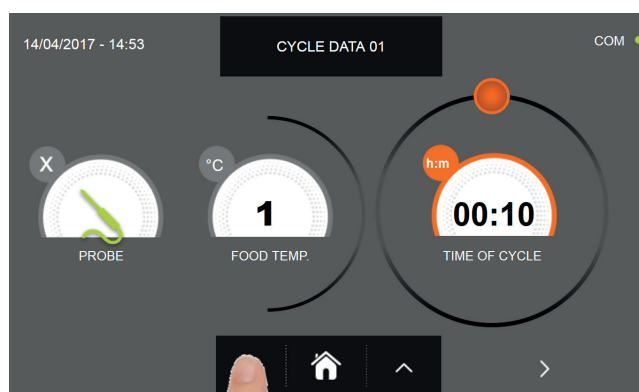 14/04/2017 - 14:53
CYCLE DATA 01
COM
X
°C
h:m
1
00:10
PROBE
FOOD TEMP.
TIME OF CYCLE